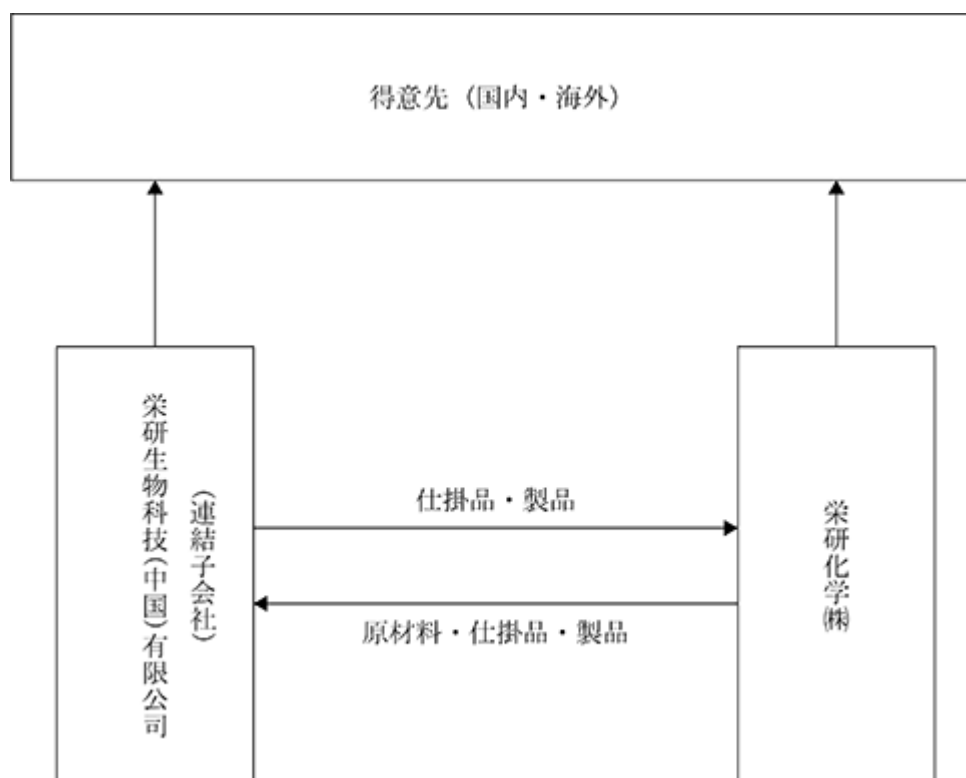 得意先（国内・海外）
（連結子会社）
栄研生物科技（中国）有限公司
仕掛品・製品
原材料・仕掛品・製品
栄研化学㈱